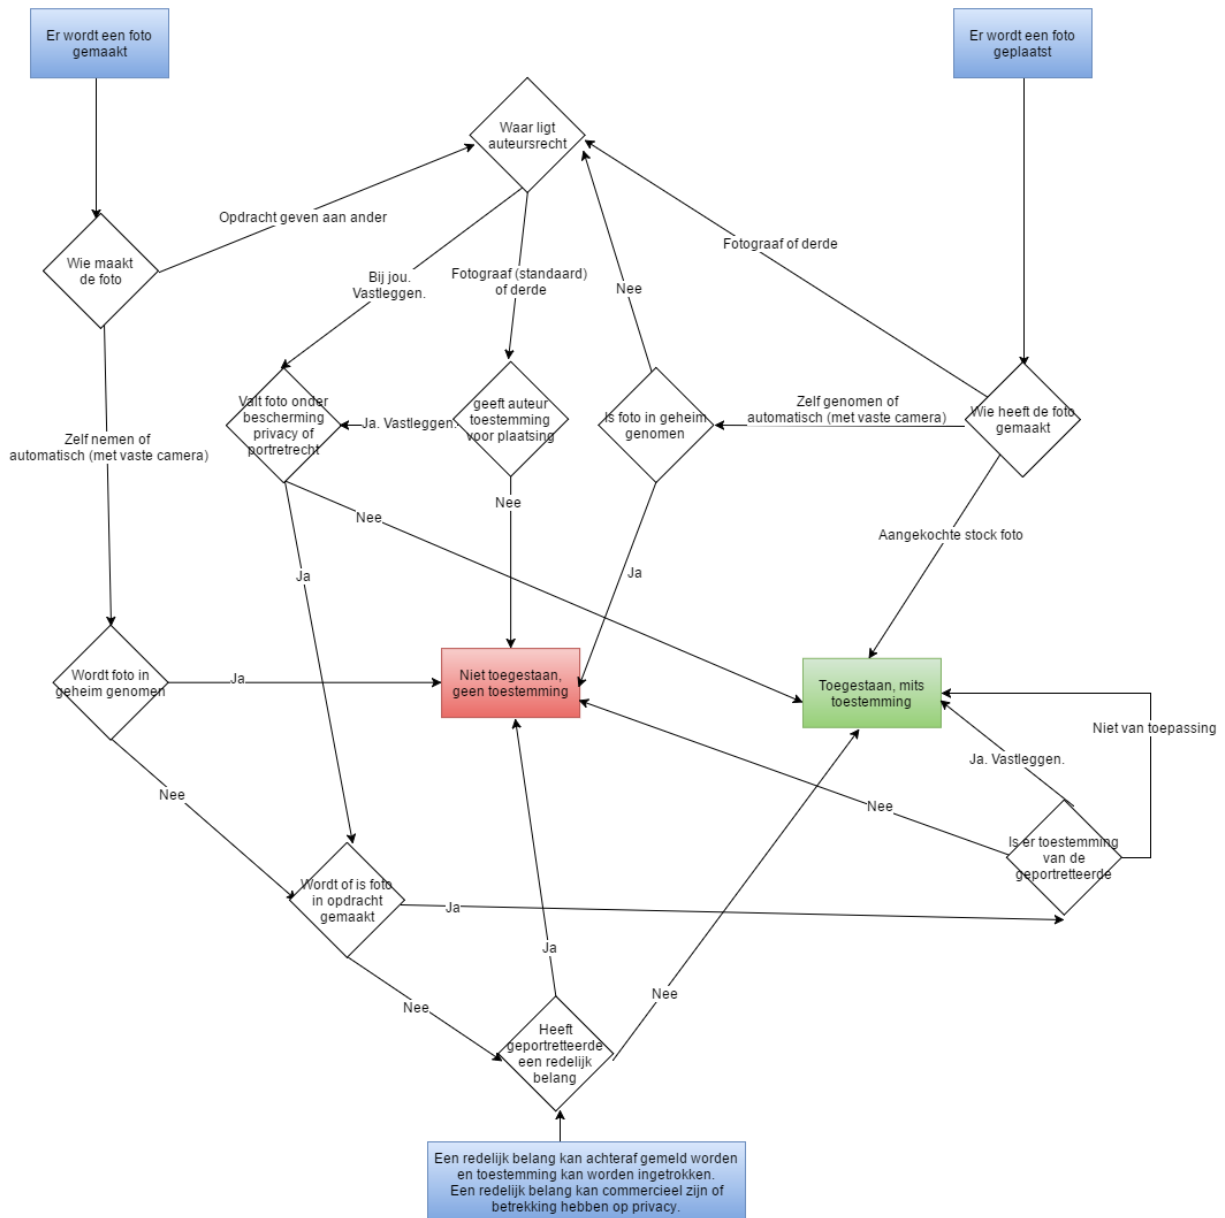 Er wordt een foto
gemaakt
Er wordt een foto
geplaatst
Waar ligt
auteursrecht
Opdracht geven aan ander
Fotograaf of derde
Wie maakt
de foto
Bij jou.
Vastleggen.
Fotograaf (standaard)
of derde
Nee
Valt foto onder
bescherming
privacy of
portretrecht
Ja. Vastleggen.
geeft auteur
toestemming
voor plaatsing
Is foto in geheim
genomen
Zelf genomen of
automatisch (met vaste camera)
Wie heeft de foto
gemaakt
Zelf nemen of
automatisch (met vaste camera)
Nee
Nee
Aangekochte stock foto
Ja
Ja
Wordt foto in
geheim genomen
Ja
Niet toegestaan,
geen toestemming
Toegestaan, mits
toestemming
Niet van toepassing
Ja. Vastleggen.
Nee
Nee
Is er toestemming
van de
geportretteerde
Wordt of is foto
in opdracht
gemaakt
Ja
Ja
Nee
Nee
Heeft
geportretteerde
een redelijk
belang
Een redelijk belang kan achteraf gemeld worden
en toestemming kan worden ingetrokken.
Een redelijk belang kan commercieel zijn of
betrekking hebben op privacy.